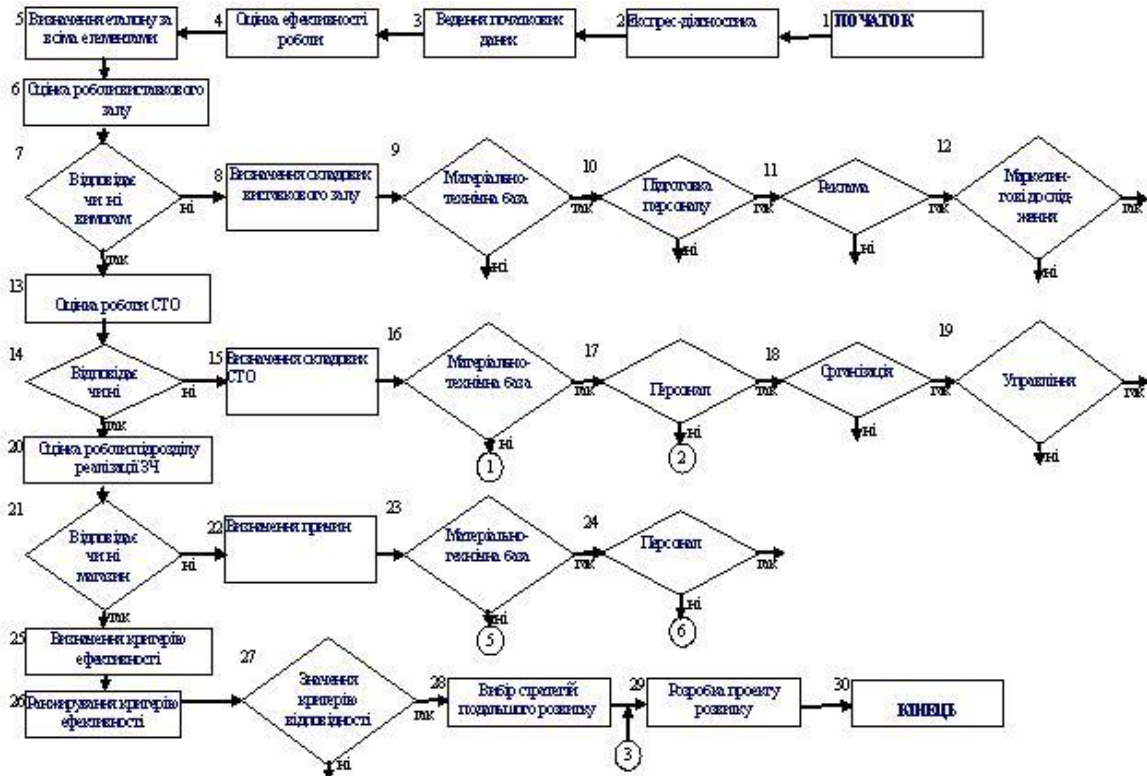 5
Визначення еталону за
всіма елементами
4
Оцінка ефективності
роботи
3
Ведення початкових
даних
2
Експрес-діагностика
1
ПОЧАТОК
6
Оцінка роботи виставкового
залу
7
Відповідає
чи ні
вимогам
ні
так
8
Визначення складових
виставкового залу
9
Матеріально-
технічна база
так
ні
10
Підготовка
персоналу
так
ні
11
Реклама
так
ні
12
Маркетин-
гові дослід-
ження
так
ні
13
Оцінка роботи СТО
14
Відповідає
чи ні
ні
так
15
Визначення складових
СТО
16
Матеріально-
технічна база
так
ні
1
17
Персонал
так
ні
2
18
Організація
так
ні
19
Управління
так
ні
20
Оцінка роботи підрозділу
реалізації ЗЧ
21
Відповідає
чи ні
магазин
ні
так
22
Визначення причин
23
Матеріально-
технічна база
так
ні
5
24
Персонал
так
ні
6
25
Визначення критерію
ефективності
26
Ранжирування критерію
ефективності
27
Значення
критерію
відповідності
так
ні
28
Вибір стратегій
подальшого розвитку
29
3
Розробка проекту
розвику
30
КІНЕЦЬ